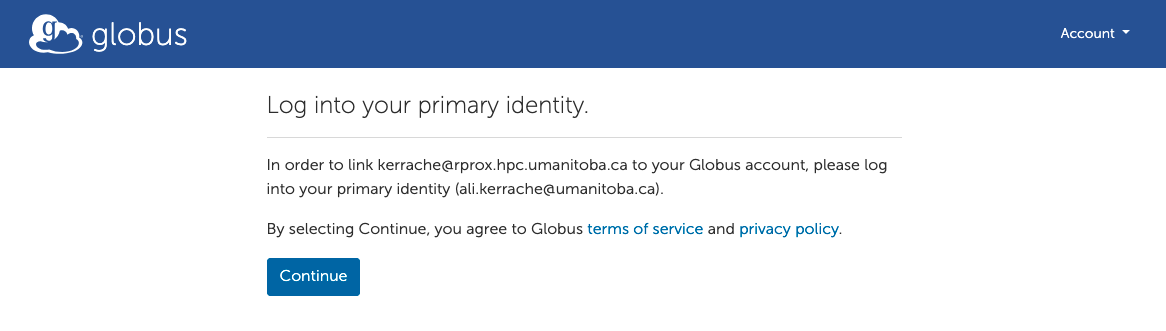 globus
Account
Log into your primary identity.
In order to link kerrache@rprox.hpc.umanitoba.ca to your Globus account, please log
into your primary identity (ali.kerrache@umanitoba.ca).
By selecting Continue, you agree to Globus terms of service and privacy policy.
Continue